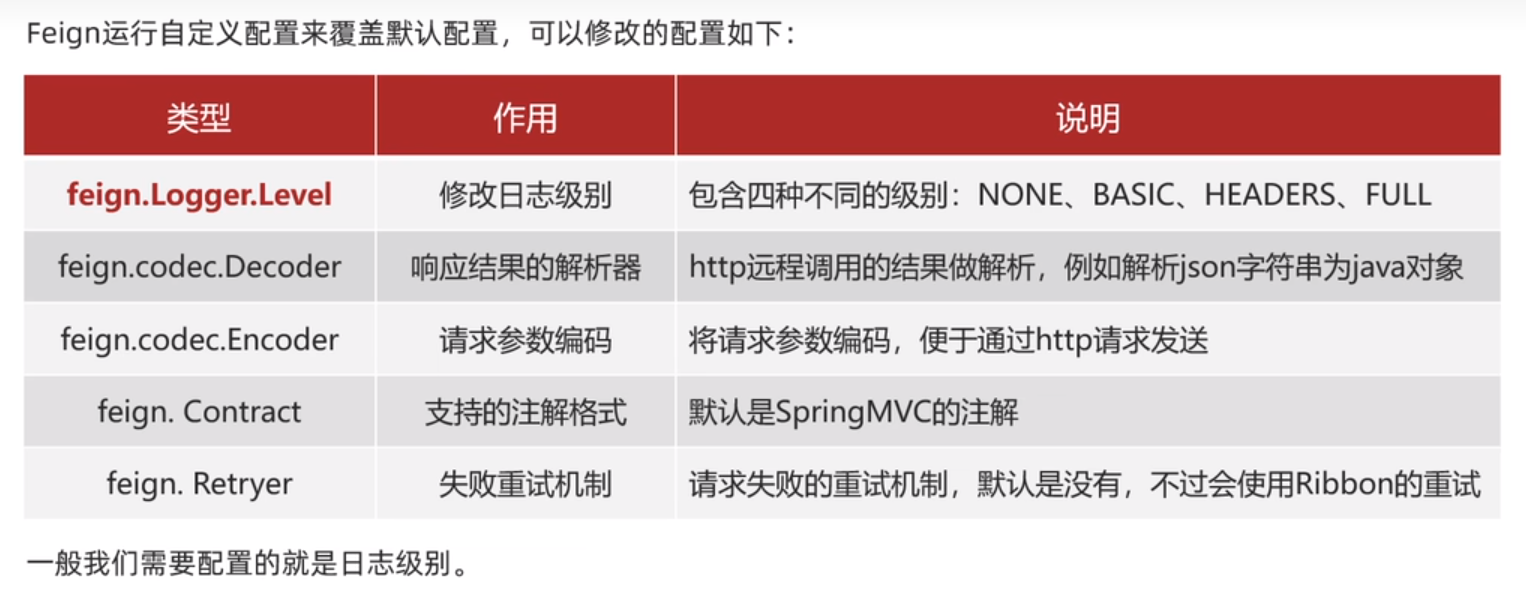 Feign运行自定义配置来覆盖默认配置，可以修改的配置如下：
类型 作用 说明
feign.Logger.Level 修改日志级别 包含四种不同的级别：NONE、BASIC、HEADERS、FULL
feign.codec.Decoder 响应结果的解析器 http远程调用的结果做解析，例如解析json字符串为java对象
feign.codec.Encoder 请求参数编码 将请求参数编码，便于通过http请求发送
feign. Contract 支持的注解格式 默认是SpringMVC的注解
feign. Retryer 失败重试机制 请求失败的重试机制，默认是没有，不过会使用Ribbon的重试
一般我们需要配置的就是日志级别。